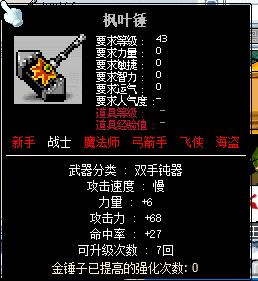 枫叶锤
要求等级 : 43
要求力量 : 0
要求敏捷 : 0
要求智力 : 0
要求运气 : 0
要求人气度 : -
道具等级 : -
道具经验值 : -
新手 战士 魔法师 弓箭手 飞侠 海盗
武器分类 : 双手钝器
攻击速度 : 慢
力量 : +6
攻击力 : +68
命中率 : +27
可升级次数 : 7回
金锤子已提高的强化次数: 0